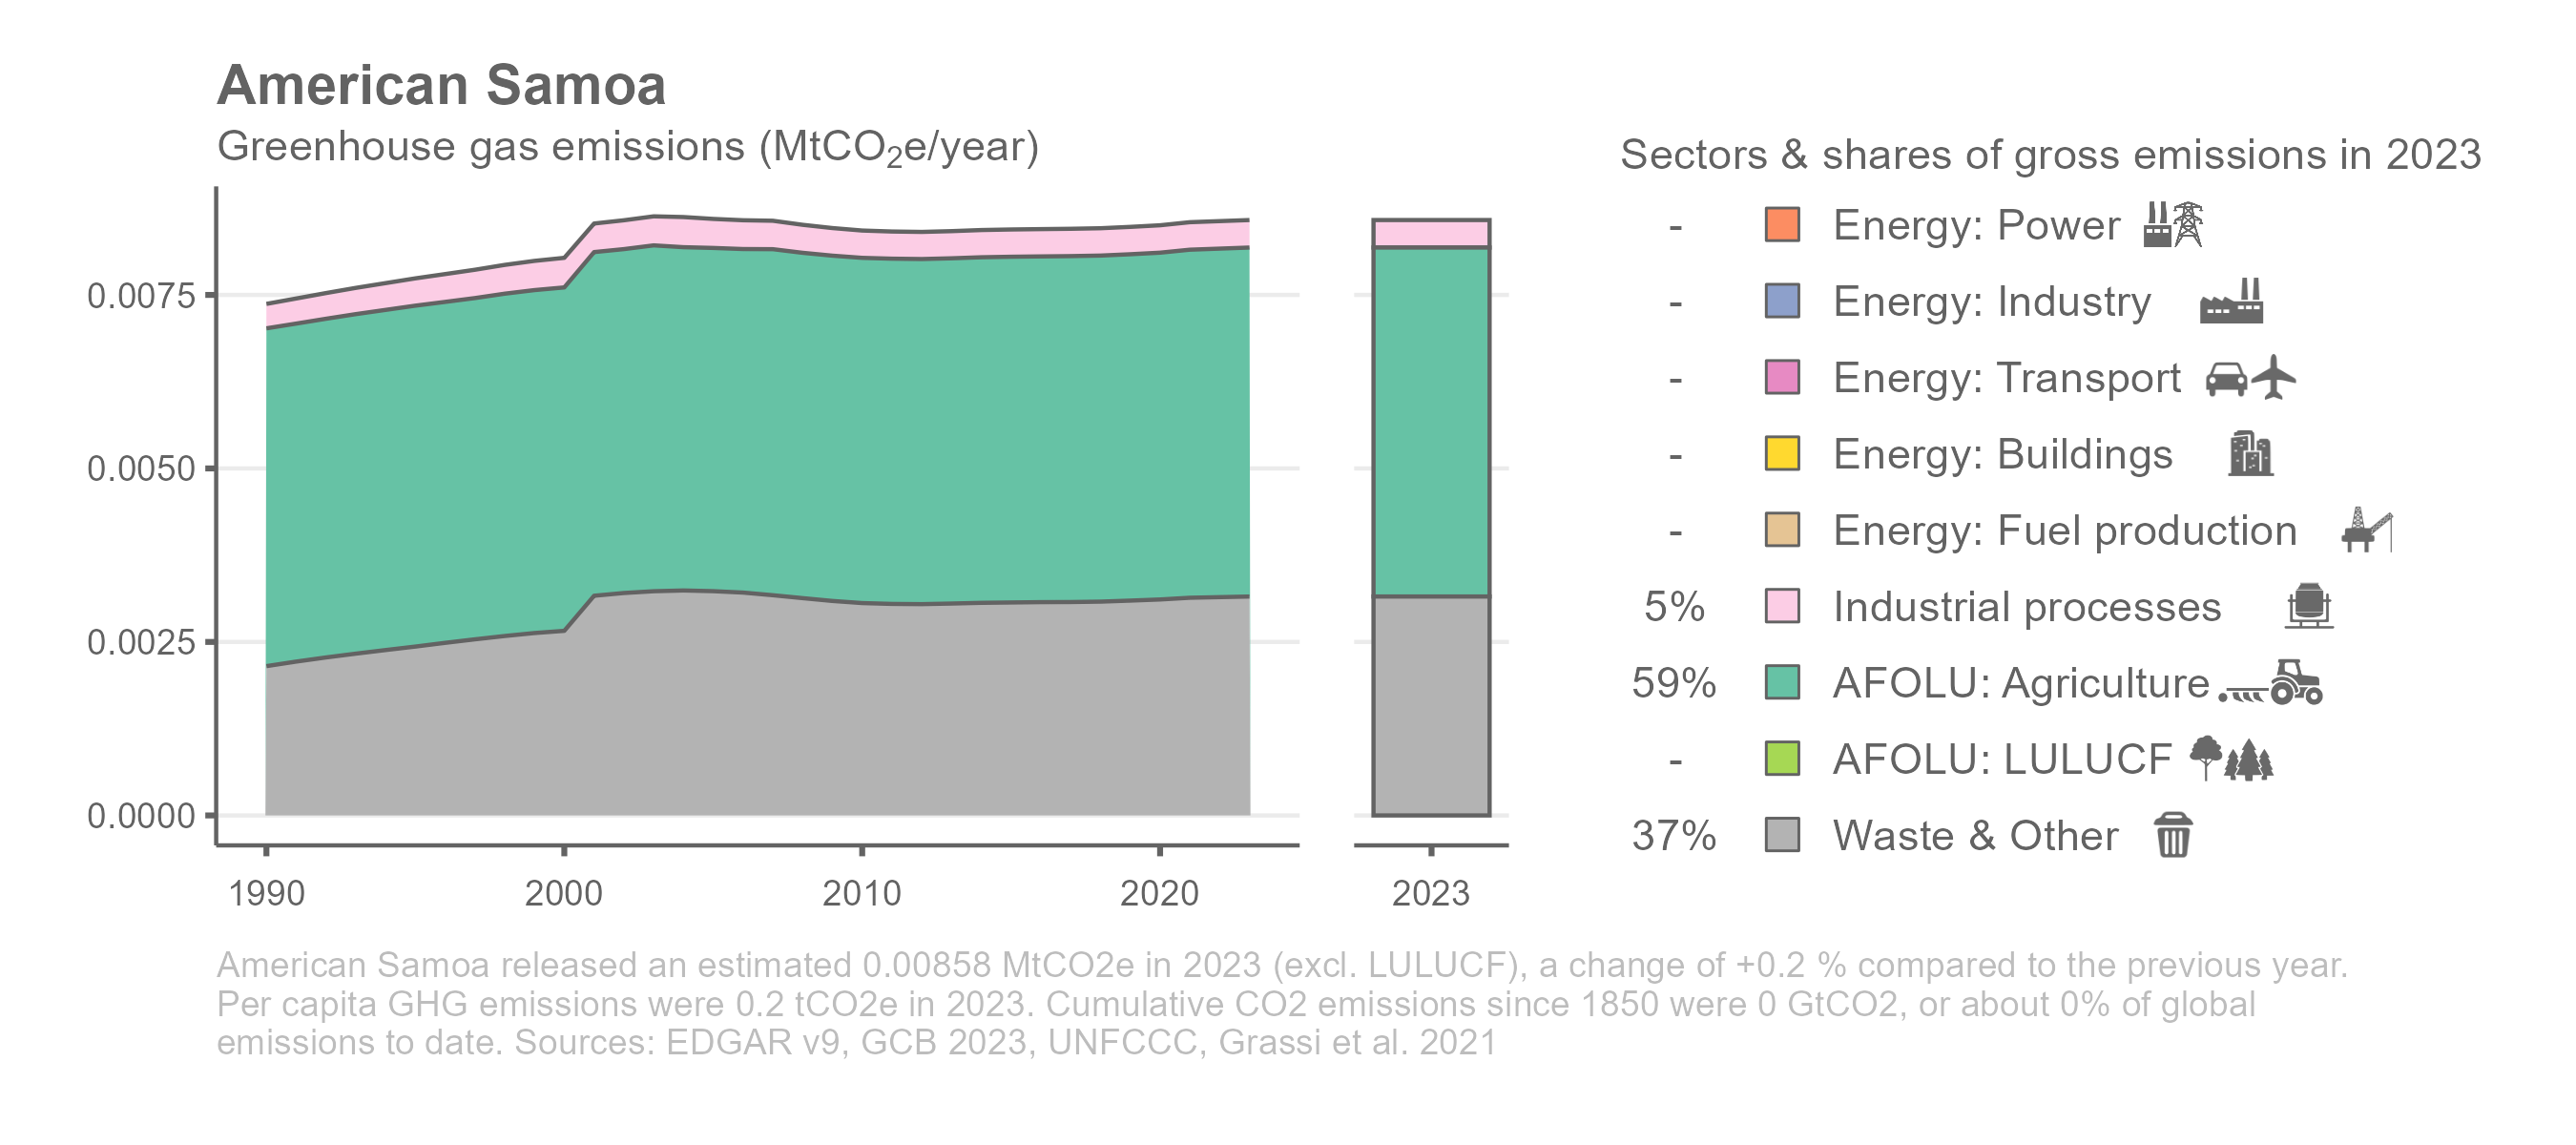 American Samoa
Greenhouse gas emissions (MtCO₂e/year)
0.0075
0.0050
0.0025
0.0000
1990 2000 2010 2020 2023
Sectors & shares of gross emissions in 2023
- Energy: Power
- Energy: Industry
- Energy: Transport
- Energy: Buildings
- Energy: Fuel production
5% Industrial processes
59% AFOLU: Agriculture
- AFOLU: LULUCF
37% Waste & Other
American Samoa released an estimated 0.00858 MtCO2e in 2023 (excl. LULUCF), a change of +0.2 % compared to the previous year.
Per capita GHG emissions were 0.2 tCO2e in 2023. Cumulative CO2 emissions since 1850 were 0 GtCO2, or about 0% of global
emissions to date. Sources: EDGAR v9, GCB 2023, UNFCCC, Grassi et al. 2021